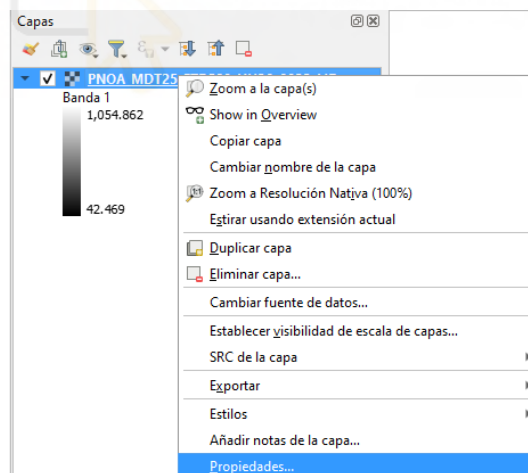 Capas
PNOA_MDT25
Banda 1
1,054.862
42.469
Zoom a la capa(s)
Show in Overview
Copiar capa
Cambiar nombre de la capa
Zoom a Resolución Nativa (100%)
Estirar usando extensión actual
Duplicar capa
Eliminar capa...
Cambiar fuente de datos...
Establecer visibilidad de escala de capas...
SRC de la capa
Exportar
Estilos
Añadir notas de la capa...
Propiedades...